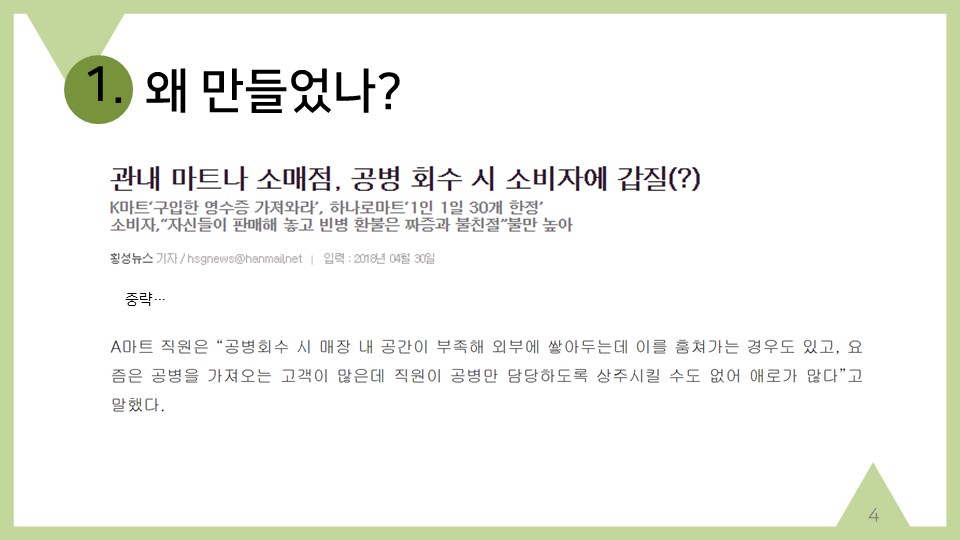 1. 왜 만들었나?
관내 마트나 소매점, 공병 회수 시 소비자에 갑질(?)
K마트‘구입한 영수증 가져와라’, 하나로마트‘1인 1일 30개 한정’
소비자,“자신들이 판매해 놓고 빈병 환불은 짜증과 불친절”불만 높아
횡성뉴스 기자 / hsgnews@hanmail.net | 입력 : 2018년 04월 30일
중략…
A마트 직원은 “공병회수 시 매장 내 공간이 부족해 외부에 쌓아두는데 이를 훔쳐가는 경우도 있고, 요
즘은 공병을 가져오는 고객이 많은데 직원이 공병만 담당하도록 상주시킬 수도 없어 애로가 많다”고
말했다.
4